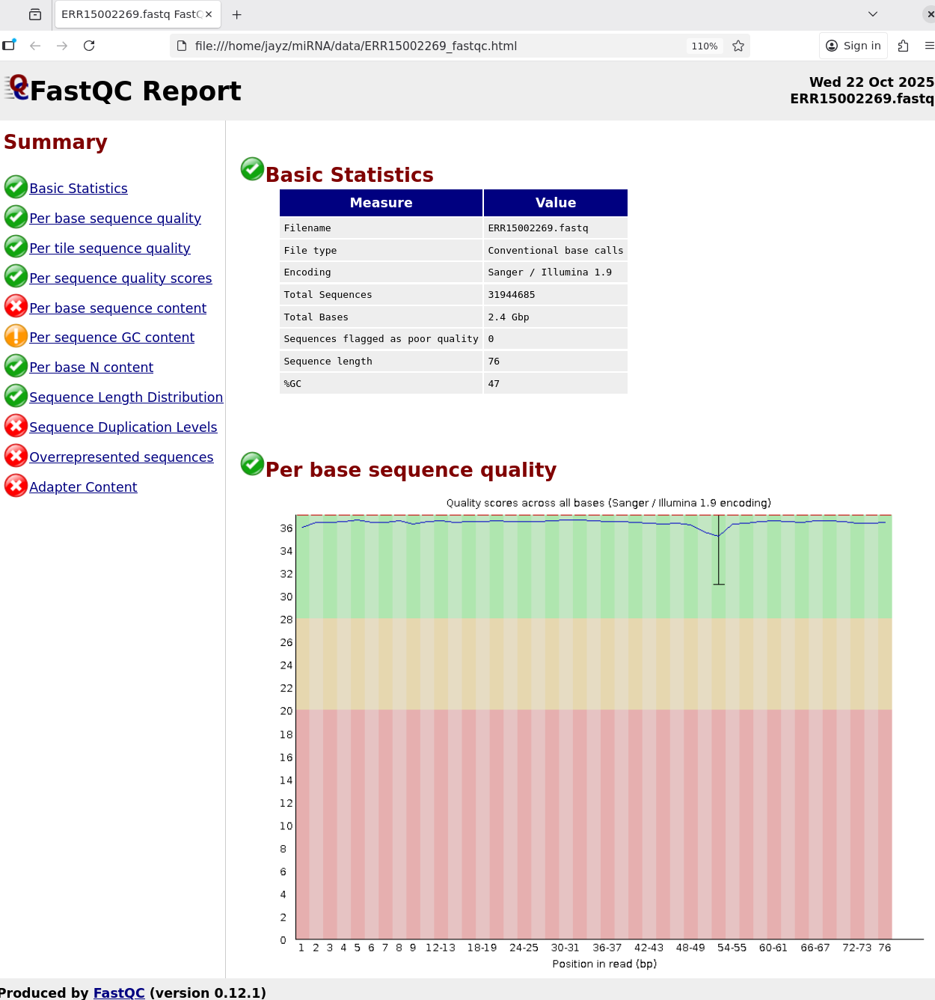 ERR15002269.fastq FastQ
file:///home/jayz/miRNA/data/ERR15002269_fastqc.html
110%
Sign in
FastQC Report
Wed 22 Oct 2025
ERR15002269.fastq
Summary
Basic Statistics
Per base sequence quality
Per tile sequence quality
Per sequence quality scores
Per base sequence content
Per sequence GC content
Per base N content
Sequence Length Distribution
Sequence Duplication Levels
Overrepresented sequences
Adapter Content
Basic Statistics
Measure Value
Filename ERR15002269.fastq
File type Conventional base calls
Encoding Sanger / Illumina 1.9
Total Sequences 31944685
Total Bases 2.4 Gbp
Sequences flagged as poor quality 0
Sequence length 76
%GC 47
Per base sequence quality
Quality scores across all bases (Sanger / Illumina 1.9 encoding)
36
34
32
30
28
26
24
22
20
18
16
14
12
10
8
6
4
2
0
1 2 3 4 5 6 7 8 9 12-13 18-19 24-25 30-31 36-37 42-43 48-49 54-55 60-61 66-67 72-73 76
Position in read (bp)
Produced by FastQC (version 0.12.1)